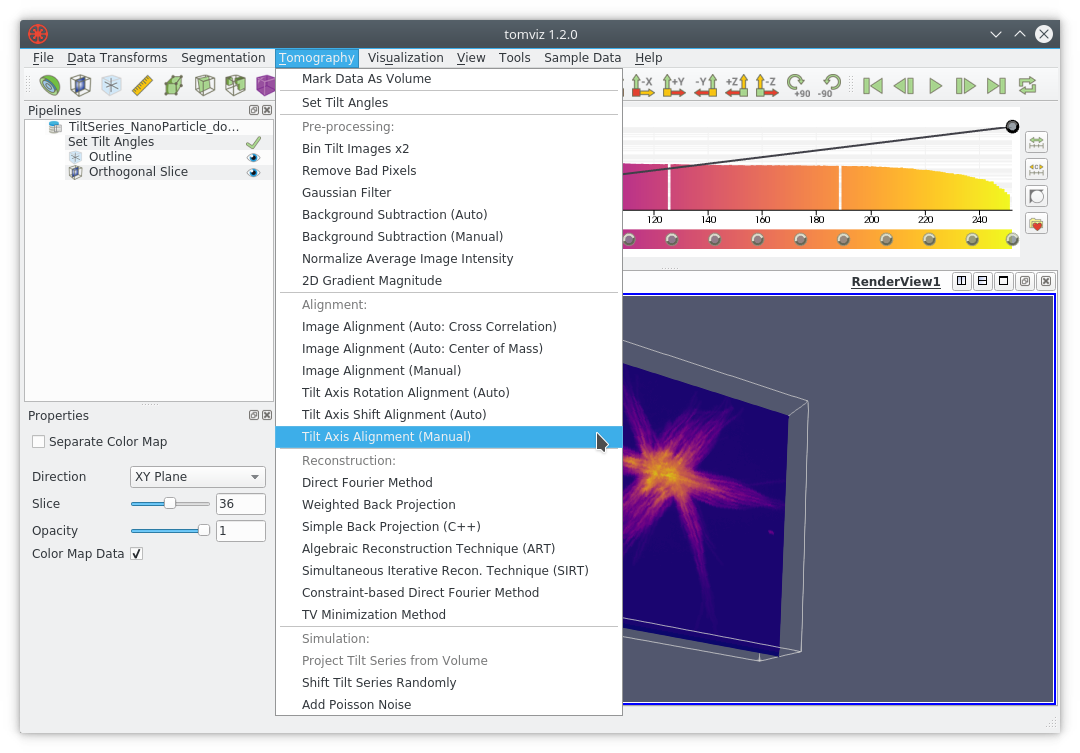 tomviz 1.2.0
File Data Transforms Segmentation Tomography Visualization View Tools Sample Data Help
-X +Y -Y +Z -Z +90 -90
Pipelines
TiltSeries_NanoParticle_do...
Set Tilt Angles
Outline
Orthogonal Slice
Properties
Separate Color Map
Direction XY Plane
Slice 36
Opacity 1
Color Map Data
Mark Data As Volume
Set Tilt Angles
Pre-processing:
Bin Tilt Images x2
Remove Bad Pixels
Gaussian Filter
Background Subtraction (Auto)
Background Subtraction (Manual)
Normalize Average Image Intensity
2D Gradient Magnitude
Alignment:
Image Alignment (Auto: Cross Correlation)
Image Alignment (Auto: Center of Mass)
Image Alignment (Manual)
Tilt Axis Rotation Alignment (Auto)
Tilt Axis Shift Alignment (Auto)
Tilt Axis Alignment (Manual)
Reconstruction:
Direct Fourier Method
Weighted Back Projection
Simple Back Projection (C++)
Algebraic Reconstruction Technique (ART)
Simultaneous Iterative Recon. Technique (SIRT)
Constraint-based Direct Fourier Method
TV Minimization Method
Simulation:
Project Tilt Series from Volume
Shift Tilt Series Randomly
Add Poisson Noise
120 140 160 180 200 220 240
RenderView1